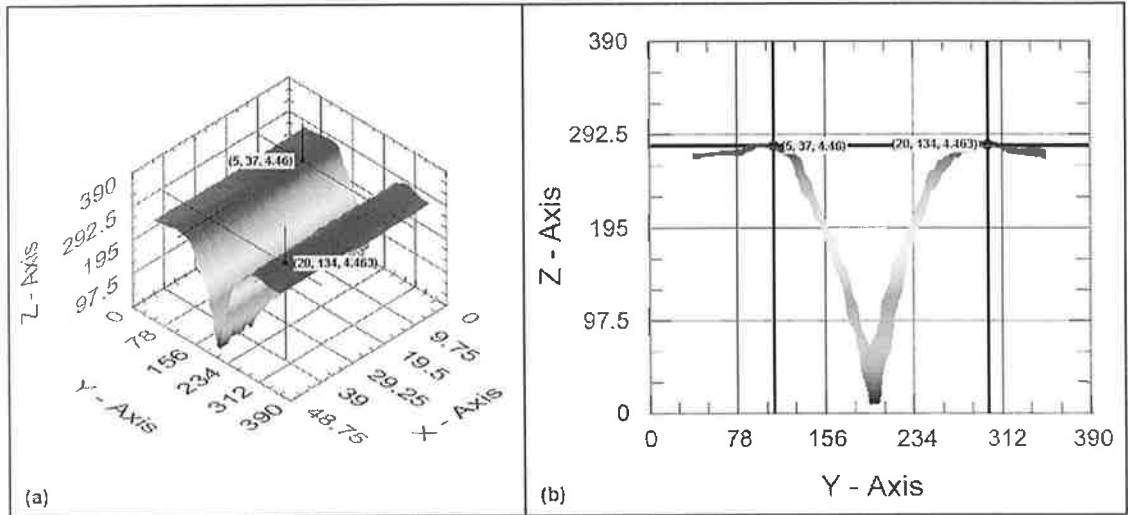 (5, 37, 4.46)
(20, 134, 4.463)
Z - Axis
390
292.5
195
97.5
0
78
156
234
312
390
Y - Axis
0
9.75
19.5
29.25
39
48.75
X - Axis
(a)
390
292.5
195
97.5
0
Z - Axis
(5, 37, 4.46)
(20, 134, 4.463)
0
78
156
234
312
390
Y - Axis
(b)